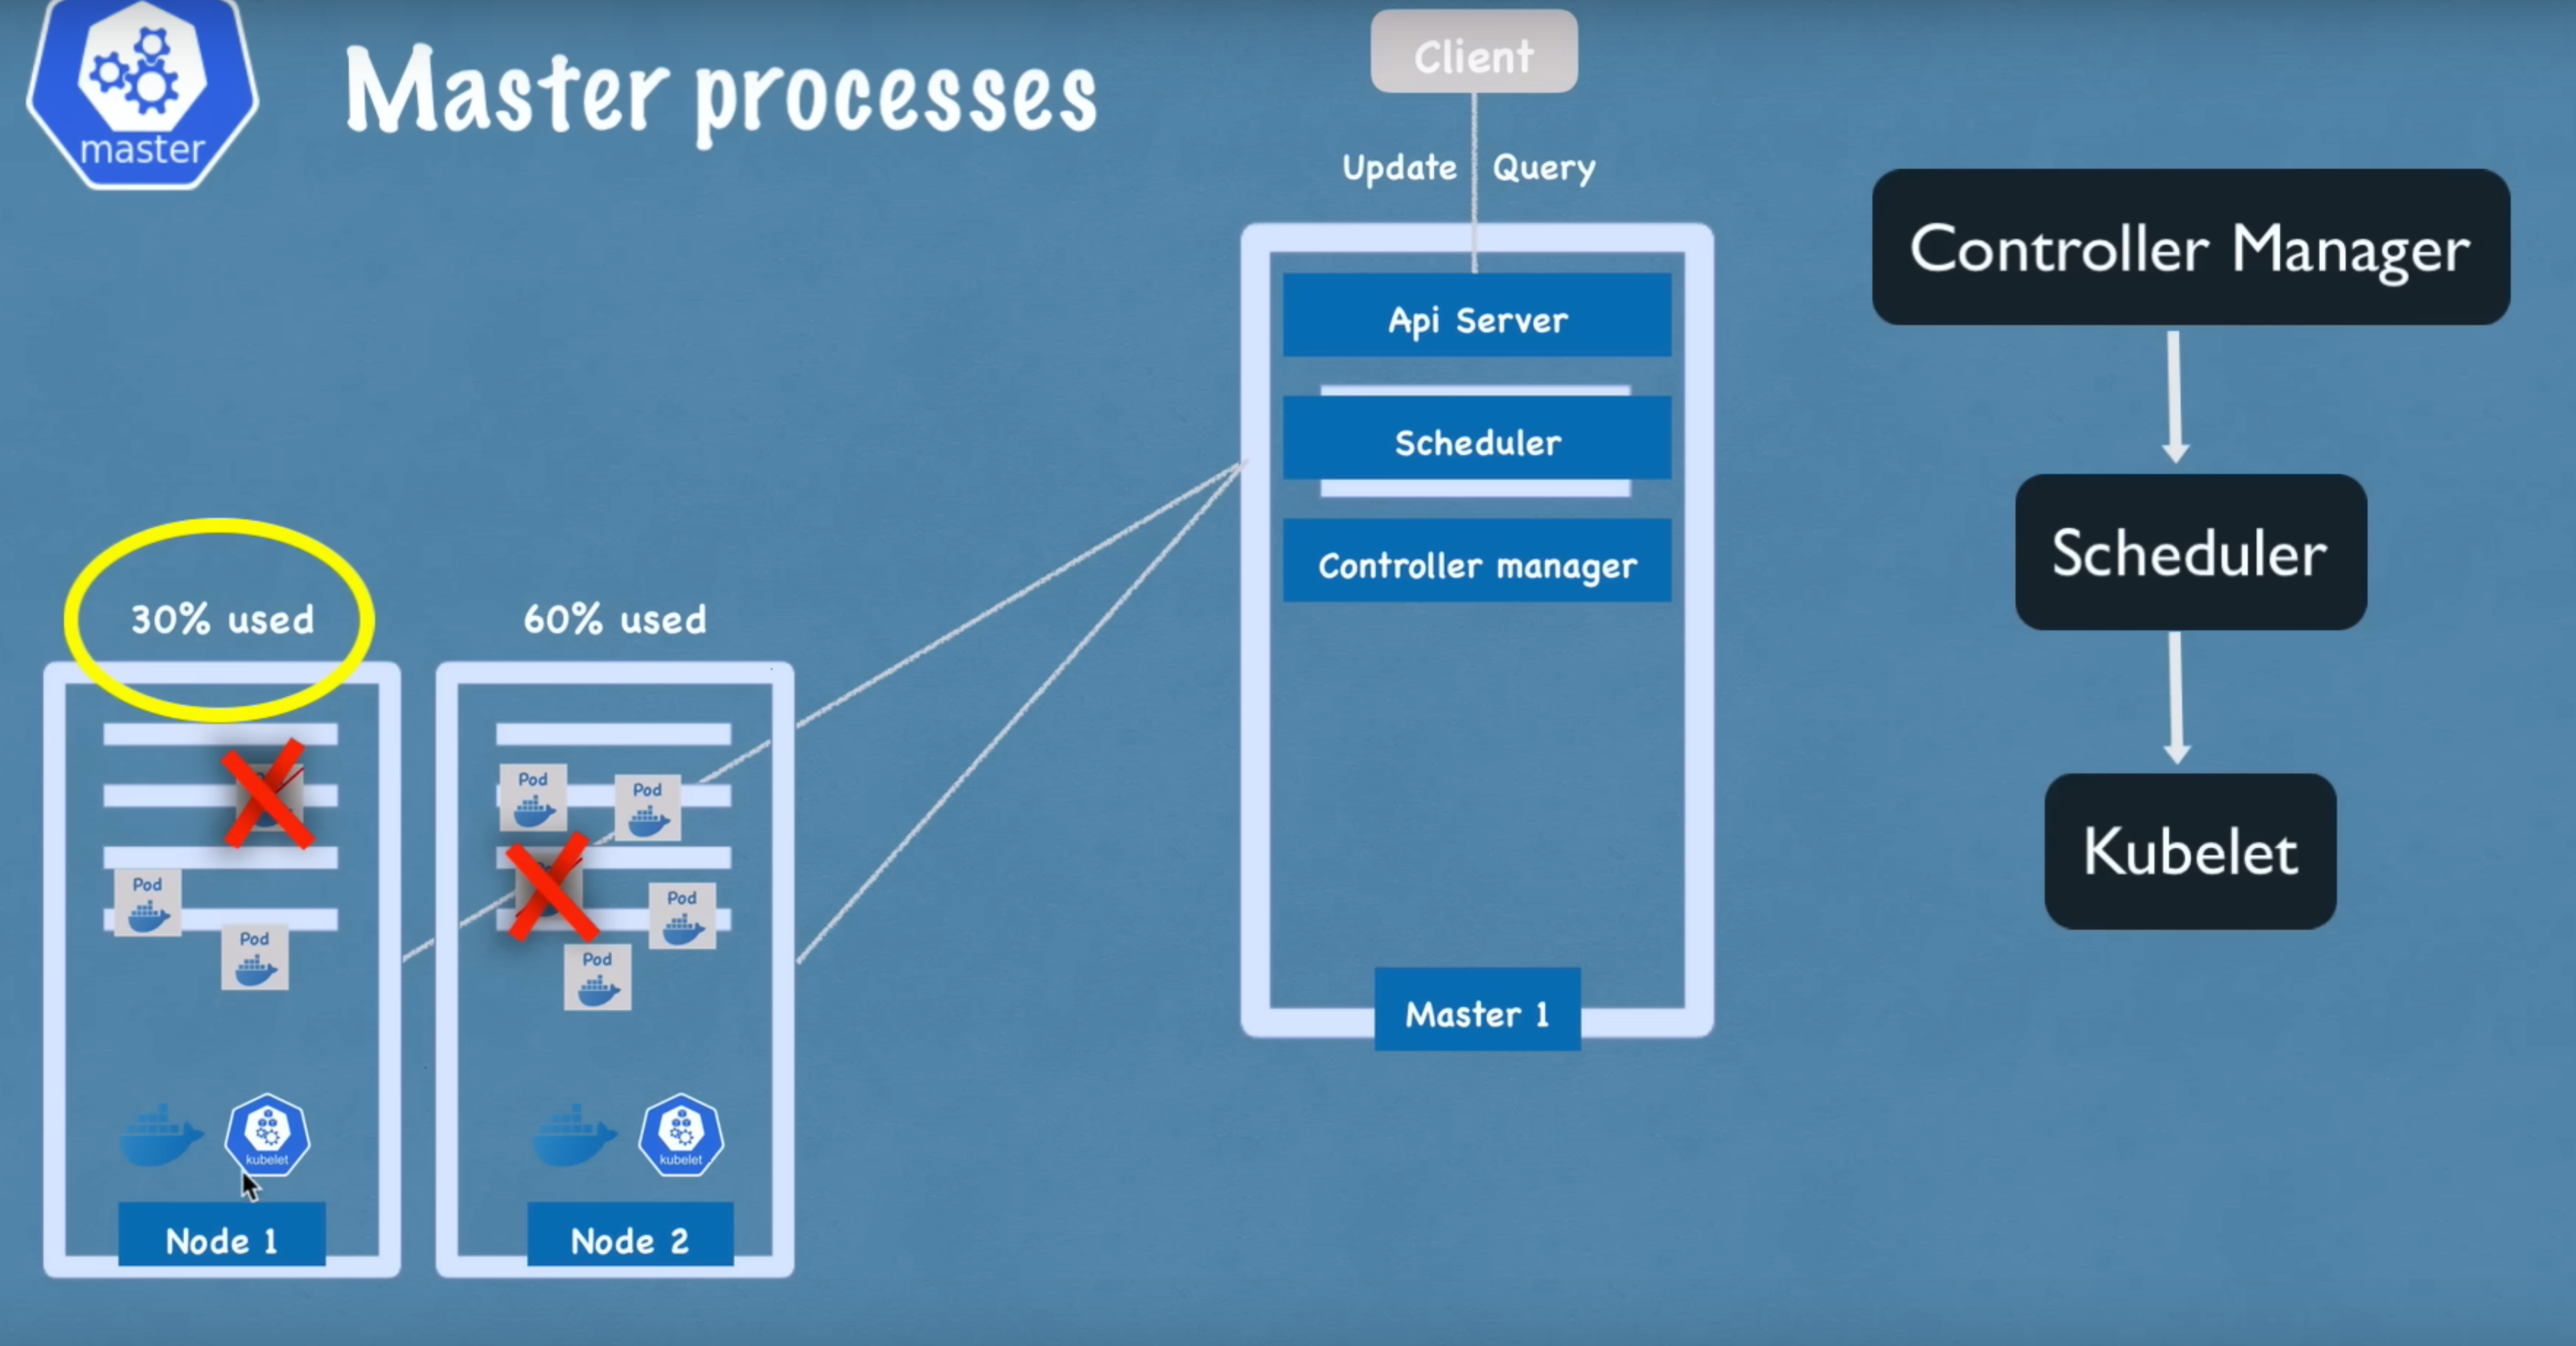 master
Master processes
Client
Update Query
Api Server
Scheduler
Controller manager
Master 1
Controller Manager
Scheduler
Kubelet
30% used
60% used
Pod
Pod
Pod
Pod
Pod
Pod
kubelet
kubelet
Node 1
Node 2